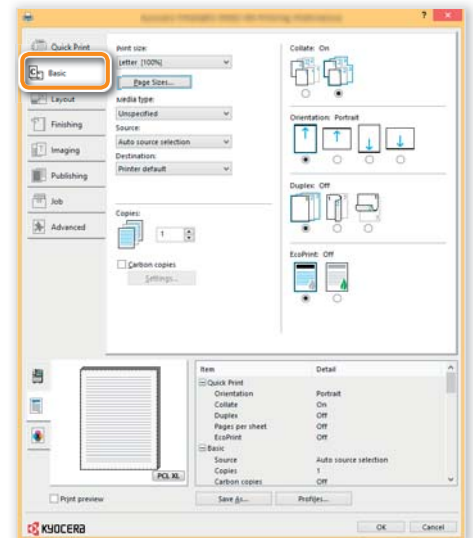 ? x
Quick Print
Basic
Layout
Finishing
Imaging
Publishing
Job
Advanced
Print size:
Letter [100%]
Page Sizes...
Media type:
Unspecified
Source:
Auto source selection
Destination:
Printer default
Copies:
1
Carbon copies
Settings...
Collate: On
Orientation: Portrait
Duplex: Off
EcoPrint: Off
PCL XL
Print preview
Item Detail
Quick Print
Orientation Portrait
Collate On
Duplex Off
Pages per sheet Off
EcoPrint Off
Basic
Source Auto source selection
Copies 1
Carbon copies Off
Save As... Profiles...
KYOCERA
OK Cancel